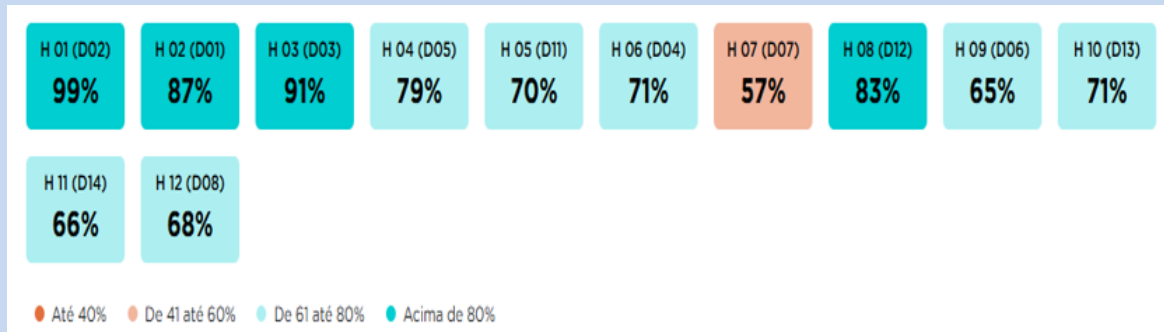 H 01 (D02) H 02 (D01) H 03 (D03) H 04 (D05) H 05 (D11) H 06 (D04) H 07 (D07) H 08 (D12) H 09 (D06) H 10 (D13)
99% 87% 91% 79% 70% 71% 57% 83% 65% 71%
H 11 (D14) H 12 (D08)
66% 68%
Até 40% De 41 até 60% De 61 até 80% Acima de 80%